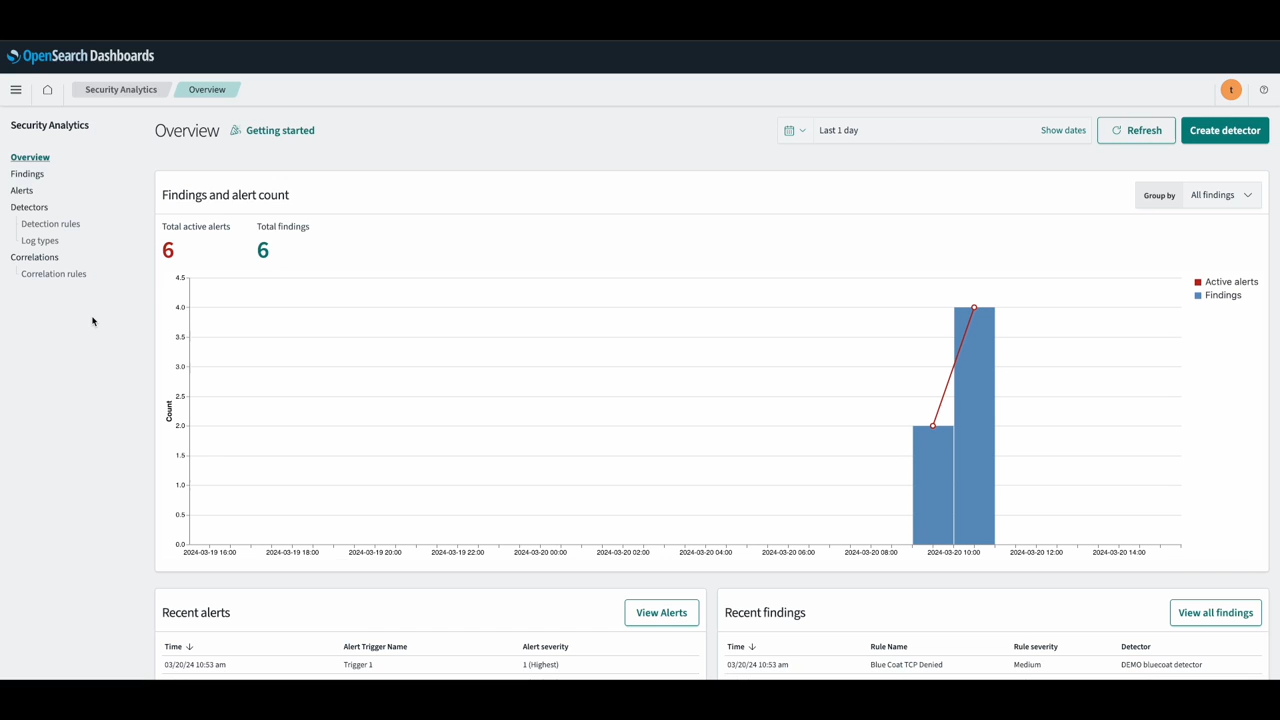 OpenSearch Dashboards
Security Analytics
Overview
t
Security Analytics
Overview
Findings
Alerts
Detectors
Detection rules
Log types
Correlations
Correlation rules
Overview
Getting started
Last 1 day
Show dates
Refresh
Create detector
Findings and alert count
Group by
All findings
Total active alerts
Total findings
6
6
4.5
4.0
3.5
3.0
2.5
2.0
1.5
1.0
0.5
0.0
Count
Active alerts
Findings
2024-03-19 16:00
2024-03-19 18:00
2024-03-19 20:00
2024-03-19 22:00
2024-03-20 00:00
2024-03-20 02:00
2024-03-20 04:00
2024-03-20 06:00
2024-03-20 08:00
2024-03-20 10:00
2024-03-20 12:00
2024-03-20 14:00
Recent alerts
View Alerts
Time
Alert Trigger Name
Alert severity
03/20/24 10:53 am
Trigger 1
1 (Highest)
Recent findings
View all findings
Time
Rule Name
Rule severity
Detector
03/20/24 10:53 am
Blue Coat TCP Denied
Medium
DEMO bluecoat detector